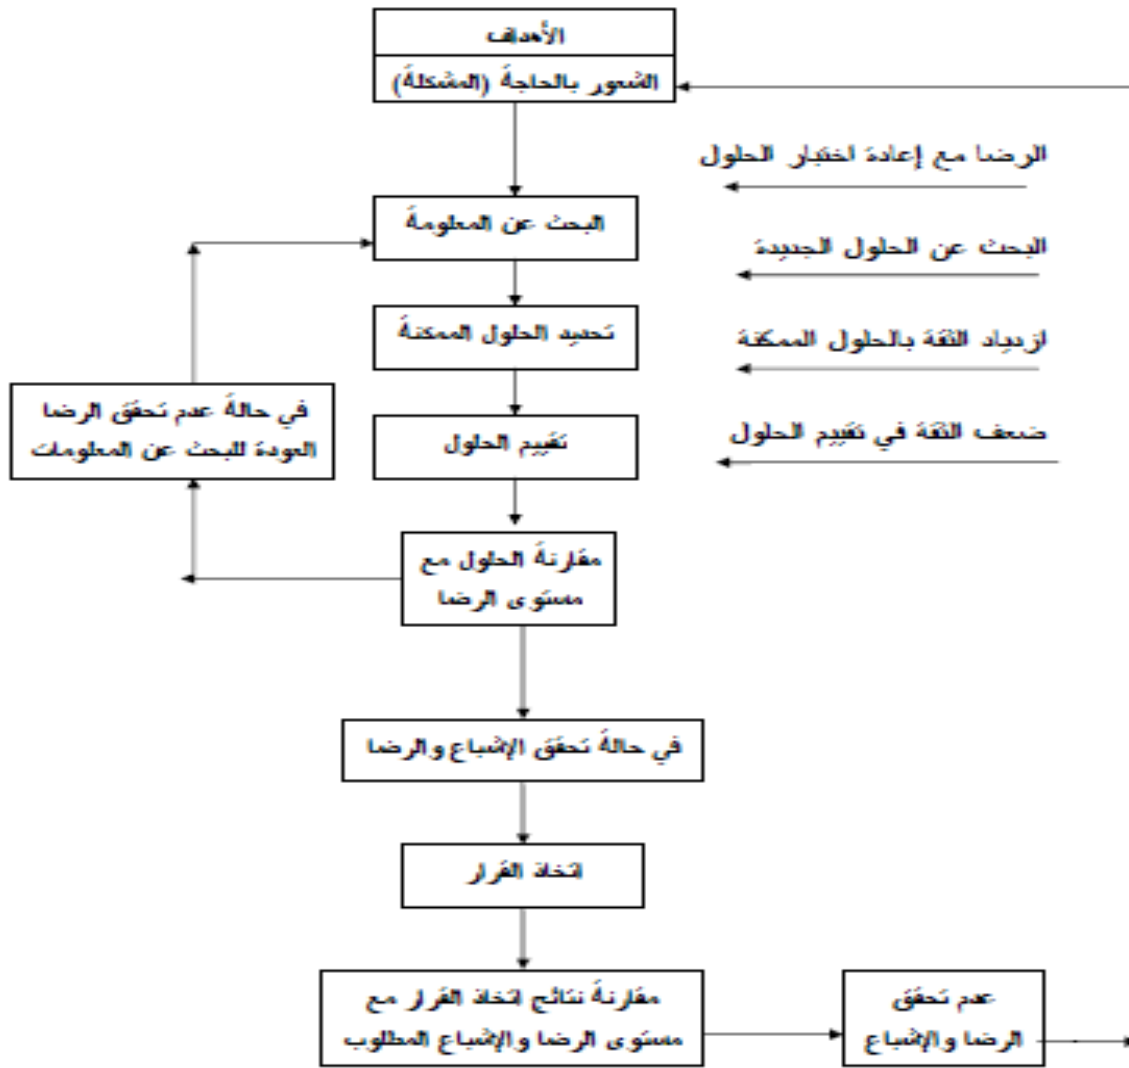 الأهداف
الشعور بالحاجة (المشكلة)
الرضا مع إعادة اختبار الحلول
البحث عن المعلومة
البحث عن الحلول الجديدة
تحديد الحلول الممكنة
ازدياد الثقة بالحلول الممكنة
في حالة عدم تحقق الرضا
العودة للبحث عن المعلومات
تقييم الحلول
ضعف الثقة في تقييم الحلول
مقارنة الحلول مع
مستوى الرضا
في حالة تحقق الإشباع والرضا
اتخاذ القرار
مقارنة نتائج اتخاذ القرار مع
مستوى الرضا والإشباع المطلوب
عدم تحقق
الرضا والإشباع